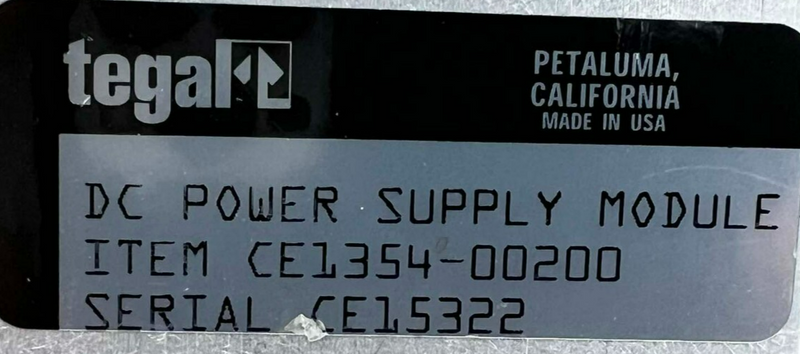 tegal
PETALUMA,
CALIFORNIA
MADE IN USA
DC POWER SUPPLY MODULE
ITEM CE1354-00200
SERIAL CE15322